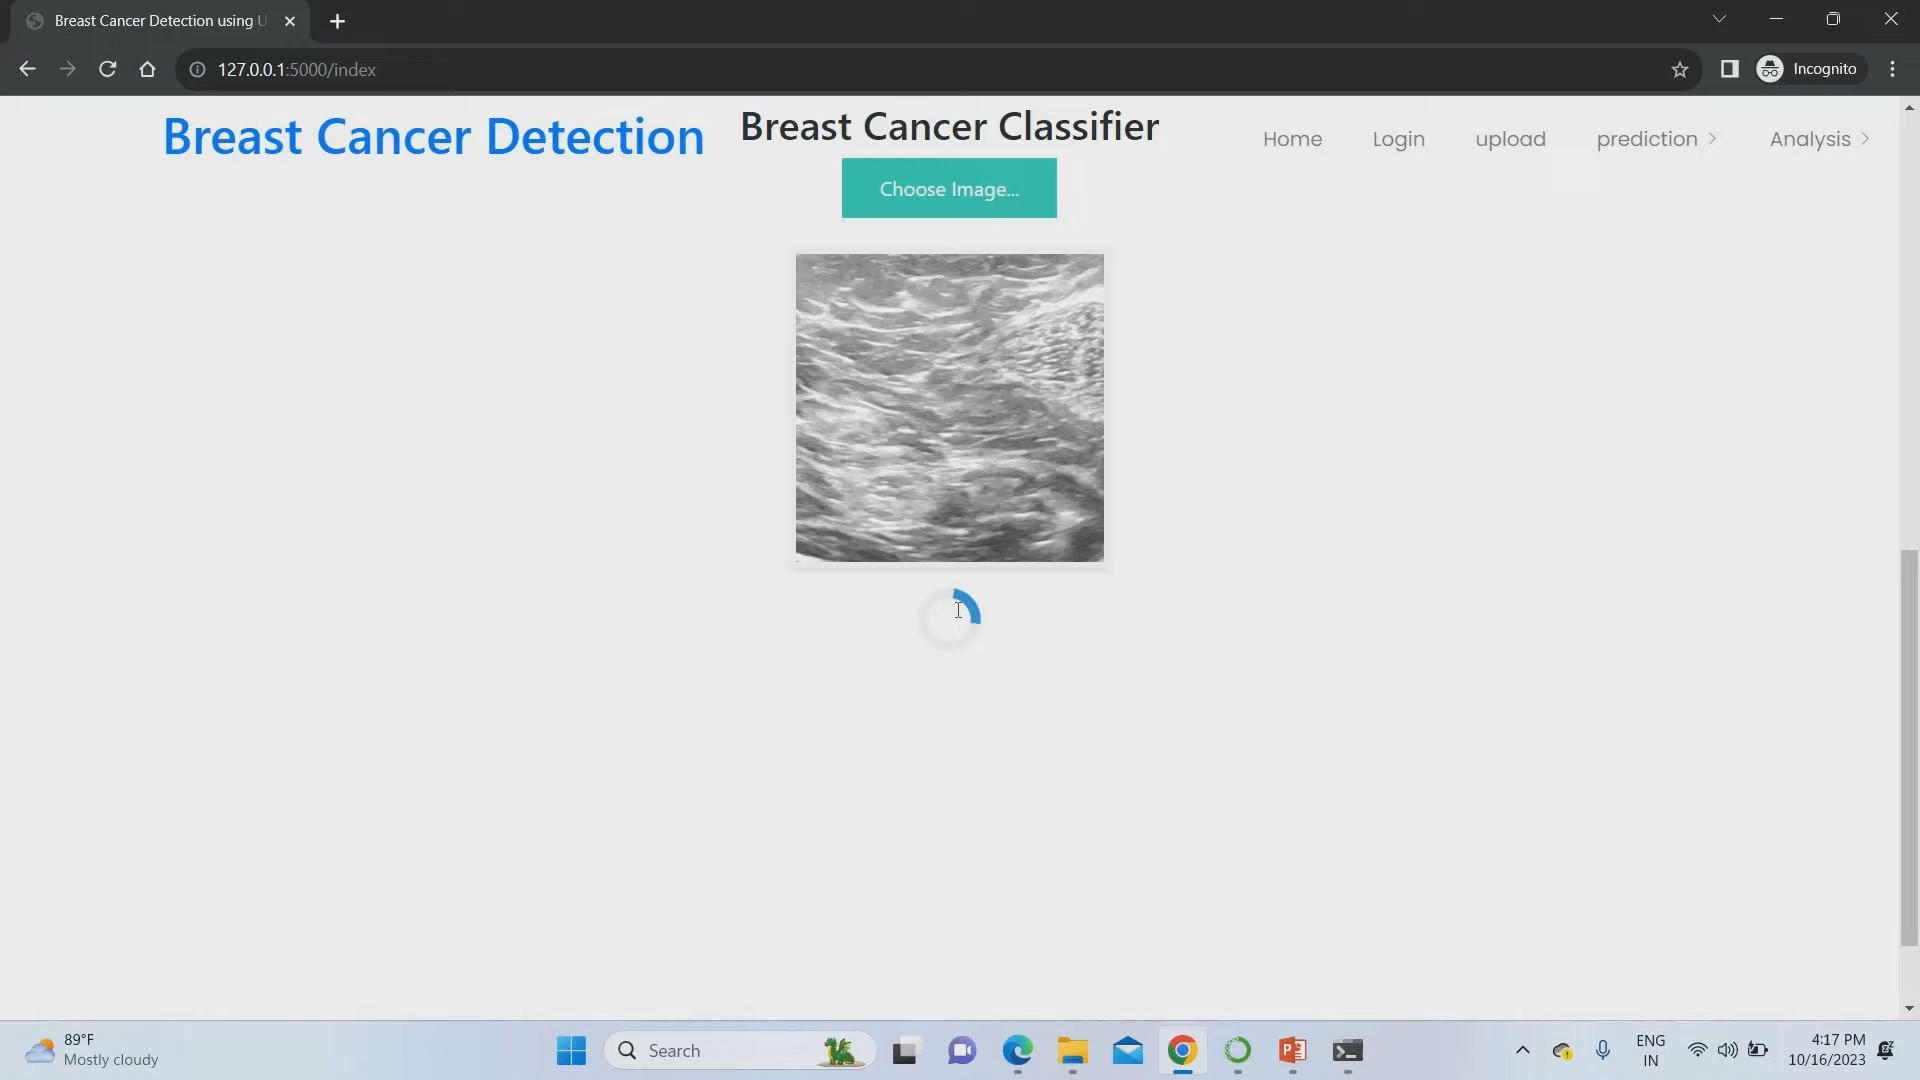 Breast Cancer Detection using U
127.0.0.1:5000/index
Incognito
Breast Cancer Detection
Breast Cancer Classifier
Home
Login
upload
prediction
Analysis
Choose Image...
89°F
Mostly cloudy
Search
ENG
IN
4:17 PM
10/16/2023